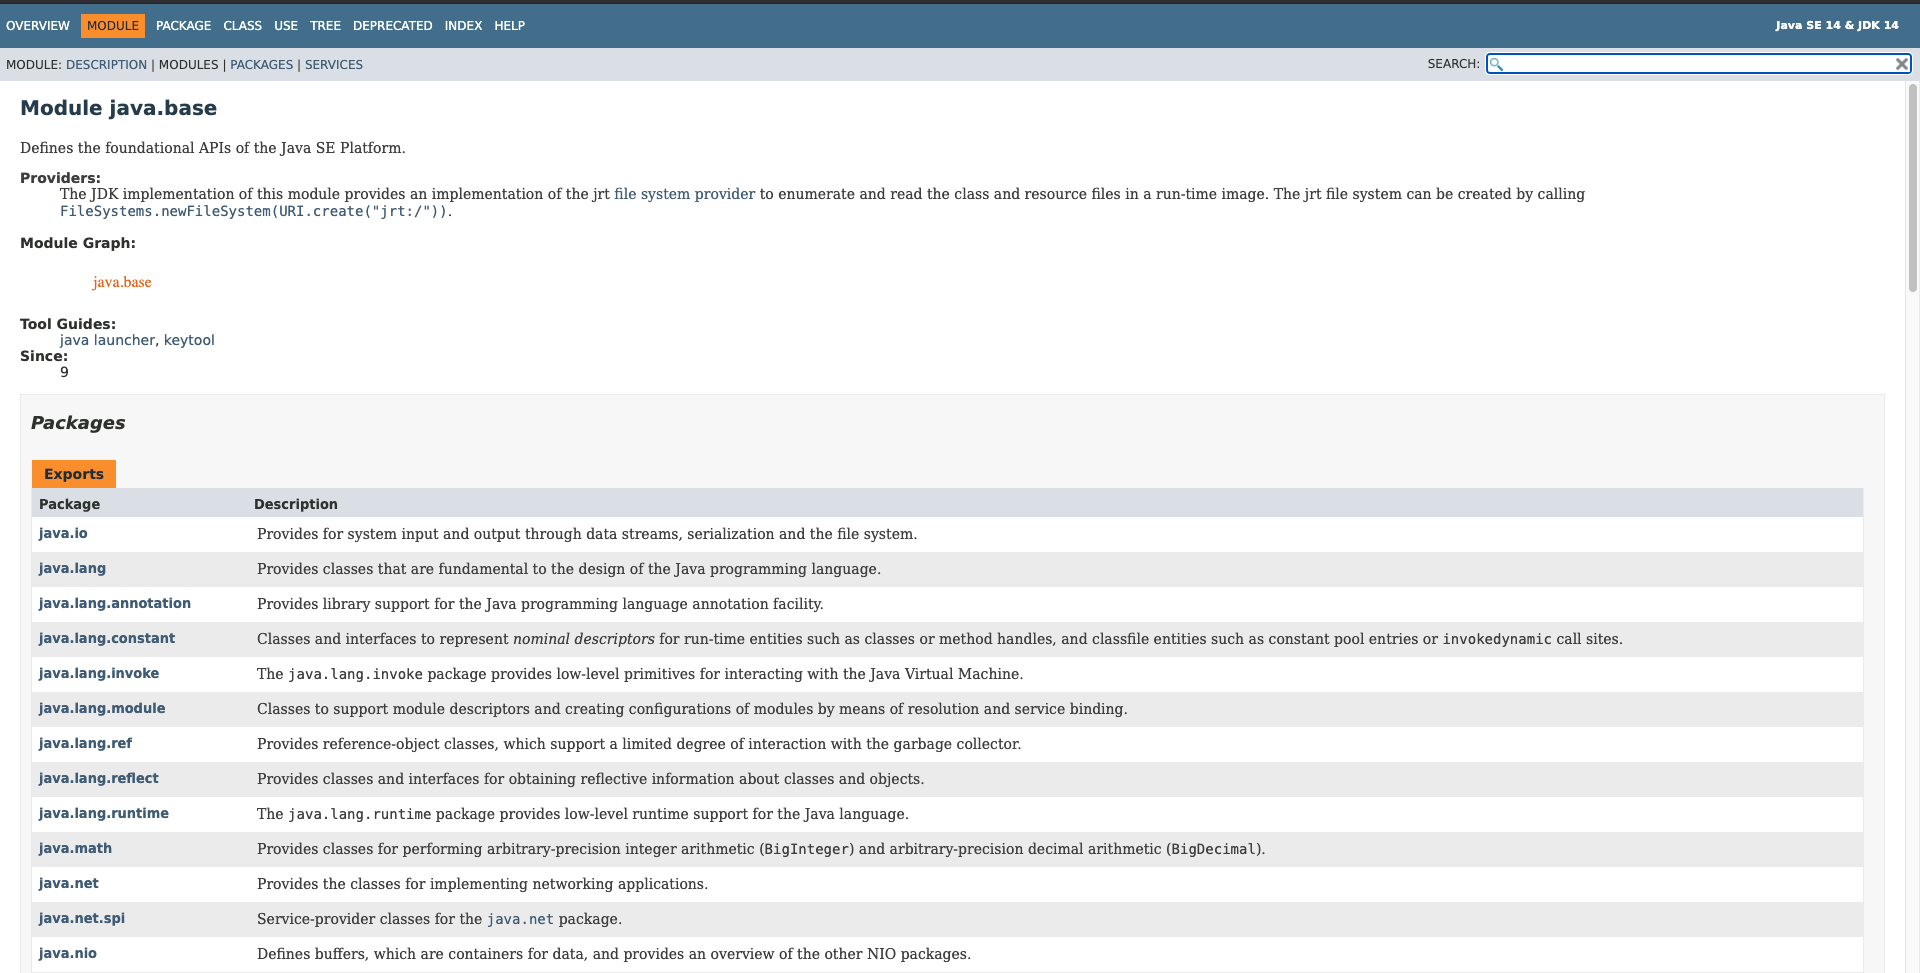 OVERVIEW MODULE PACKAGE CLASS USE TREE DEPRECATED INDEX HELP Java SE 14 & JDK 14
MODULE: DESCRIPTION | MODULES | PACKAGES | SERVICES SEARCH:
Module java.base
Defines the foundational APIs of the Java SE Platform.
Providers:
The JDK implementation of this module provides an implementation of the jrt file system provider to enumerate and read the class and resource files in a run-time image. The jrt file system can be created by calling
FileSystems.newFileSystem(URI.create("jrt:/")).
Module Graph:
java.base
Tool Guides:
java launcher, keytool
Since:
9
Packages
Exports
Package Description
java.io Provides for system input and output through data streams, serialization and the file system.
java.lang Provides classes that are fundamental to the design of the Java programming language.
java.lang.annotation Provides library support for the Java programming language annotation facility.
java.lang.constant Classes and interfaces to represent nominal descriptors for run-time entities such as classes or method handles, and classfile entities such as constant pool entries or invokedynamic call sites.
java.lang.invoke The java.lang.invoke package provides low-level primitives for interacting with the Java Virtual Machine.
java.lang.module Classes to support module descriptors and creating configurations of modules by means of resolution and service binding.
java.lang.ref Provides reference-object classes, which support a limited degree of interaction with the garbage collector.
java.lang.reflect Provides classes and interfaces for obtaining reflective information about classes and objects.
java.lang.runtime The java.lang.runtime package provides low-level runtime support for the Java language.
java.math Provides classes for performing arbitrary-precision integer arithmetic (BigInteger) and arbitrary-precision decimal arithmetic (BigDecimal).
java.net Provides the classes for implementing networking applications.
java.net.spi Service-provider classes for the java.net package.
java.nio Defines buffers, which are containers for data, and provides an overview of the other NIO packages.